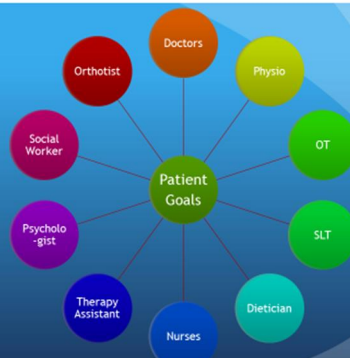 Doctors
Physio
OT
SLT
Dietician
Nurses
Therapy
Assistant
Psycholo
-gist
Social
Worker
Orthotist
Patient
Goals